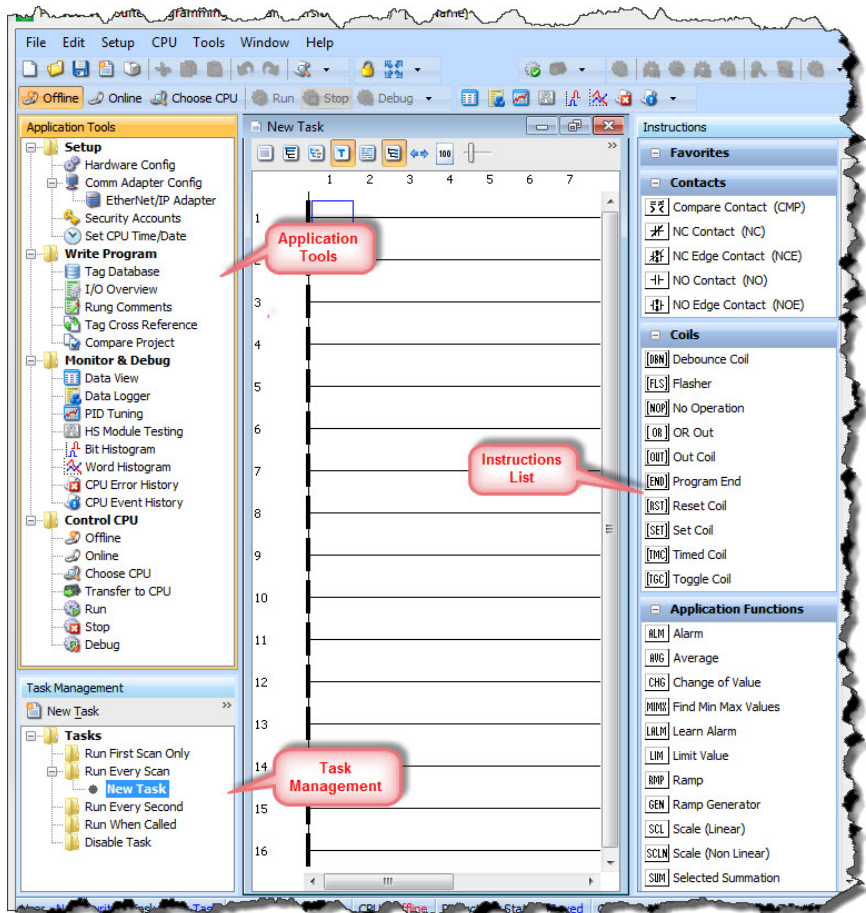 File Edit Setup CPU Tools Window Help
Offline Online Choose CPU Run Stop Debug
Application Tools
Setup
Hardware Config
Comm Adapter Config
EtherNet/IP Adapter
Security Accounts
Set CPU Time/Date
Write Program
Tag Database
I/O Overview
Rung Comments
Tag Cross Reference
Compare Project
Monitor & Debug
Data View
Data Logger
PID Tuning
HS Module Testing
Bit Histogram
Word Histogram
CPU Error History
CPU Event History
Control CPU
Offline
Online
Choose CPU
Transfer to CPU
Run
Stop
Debug
Task Management
New Task
Tasks
Run First Scan Only
Run Every Scan
New Task
Run Every Second
Run When Called
Disable Task
New Task
T 100
1 2 3 4 5 6 7
1
2
3
4
5
6
7
8
9
10
11
12
13
14
15
16
Application
Tools
Instructions
List
Task
Management
Instructions
Favorites
Contacts
Compare Contact (CMP)
NC Contact (NC)
NC Edge Contact (NCE)
NO Contact (NO)
NO Edge Contact (NOE)
Coils
[DBN] Debounce Coil
[FLS] Flasher
[NOP] No Operation
[OR] OR Out
[OUT] Out Coil
[END] Program End
[RST] Reset Coil
[SET] Set Coil
[TMC] Timed Coil
[TGC] Toggle Coil
Application Functions
ALM Alarm
AVG Average
CHG Change of Value
MIMX Find Min Max Values
LALM Learn Alarm
LIM Limit Value
RMP Ramp
GEN Ramp Generator
SCL Scale (Linear)
SCLN Scale (Non Linear)
SUM Selected Summation